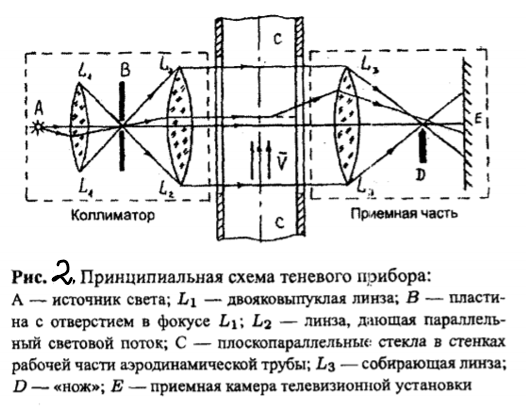 C
L₁
B
L₂
L₃
A
V̄
E
L₁
L₂
L₃
D
C
Коллиматор
Приемная часть
Рис. 2. Принципиальная схема теневого прибора:
A — источник света; L₁ — двояковыпуклая линза; B — пласти-
на с отверстием в фокусе L₁; L₂ — линза, дающая параллель-
ный световой поток; C — плоскопараллельные стекла в стенках
рабочей части аэродинамической трубы; L₃ — собирающая линза;
D — «нож»; E — приемная камера телевизионной установки